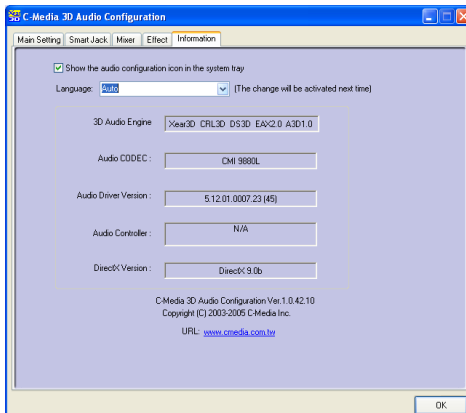 C-Media 3D Audio Configuration
Main Setting Smart Jack Mixer Effect Information
Show the audio configuration icon in the system tray
Language: Auto (The change will be activated next time)
3D Audio Engine Xear3D CRL3D DS3D EAX2.0 A3D1.0
Audio CODEC : CMI 9880L
Audio Driver Version : 5.12.01.0007.23 (45)
Audio Controller : N/A
DirectX Version : DirectX 9.0b
C-Media 3D Audio Configuration Ver.1.0.42.10
Copyright (C) 2003-2005 C-Media Inc.
URL: www.cmedia.com.tw
OK